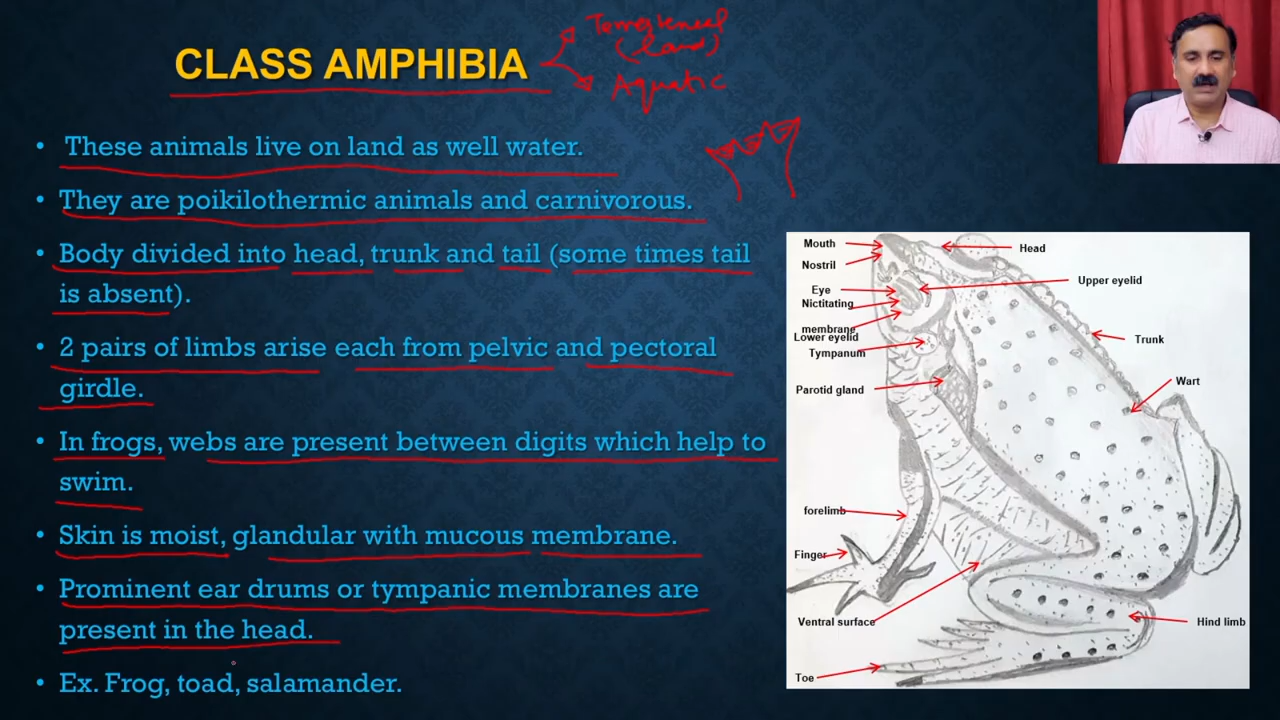 CLASS AMPHIBIA
(land)
Aquatic
• These animals live on land as well water.
• They are poikilothermic animals and carnivorous.
• Body divided into head, trunk and tail (some times tail
is absent).
• 2 pairs of limbs arise each from pelvic and pectoral
girdle.
• In frogs, webs are present between digits which help to
swim.
• Skin is moist, glandular with mucous membrane.
• Prominent ear drums or tympanic membranes are
present in the head.
• Ex. Frog, toad, salamander.
Mouth
Head
Nostril
Upper eyelid
Eye
Nictitating
membrane
Lower eyelid
Trunk
Tympanum
Wart
Parotid gland
forelimb
Finger
Ventral surface
Hind limb
Toe